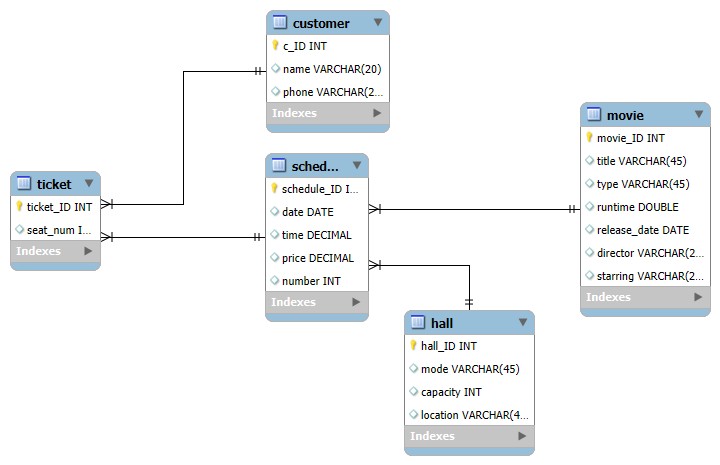 customer
c_ID INT
name VARCHAR(20)
phone VARCHAR(2...
Indexes
movie
movie_ID INT
title VARCHAR(45)
type VARCHAR(45)
runtime DOUBLE
release_date DATE
director VARCHAR(2...
starring VARCHAR(2...
Indexes
sched...
schedule_ID I...
date DATE
time DECIMAL
price DECIMAL
number INT
Indexes
ticket
ticket_ID INT
seat_num I...
Indexes
hall
hall_ID INT
mode VARCHAR(45)
capacity INT
location VARCHAR(4...
Indexes